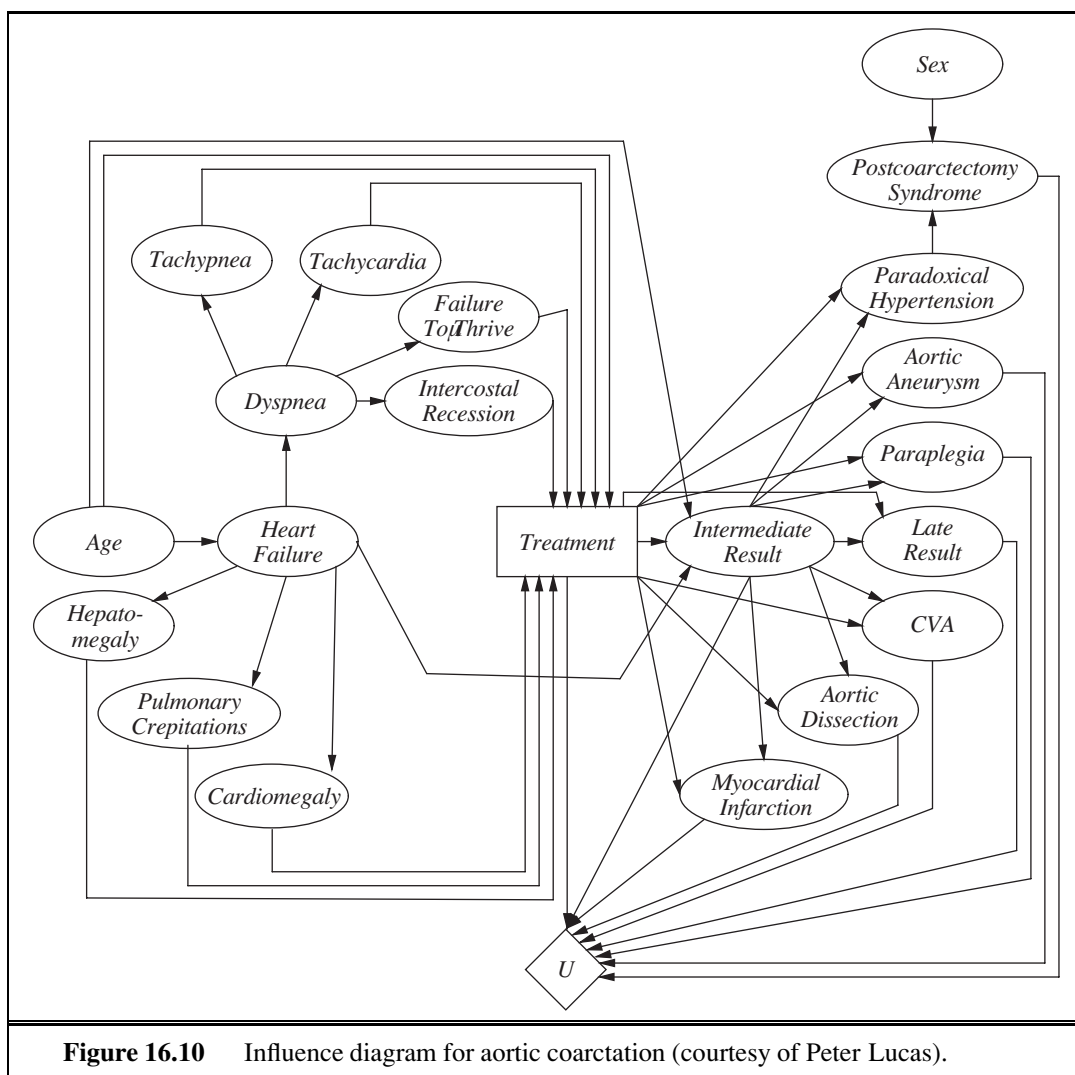 Sex
Postcoarctectomy
Syndrome
Tachypnea
Tachycardia
Paradoxical
Hypertension
Failure
ToμThrive
Aortic
Aneurysm
Dyspnea
Intercostal
Recession
Paraplegia
Age
Heart
Failure
Treatment
Intermediate
Result
Late
Result
Hepato-
megaly
CVA
Pulmonary
Crepitations
Aortic
Dissection
Cardiomegaly
Myocardial
Infarction
U
Figure 16.10 Influence diagram for aortic coarctation (courtesy of Peter Lucas).